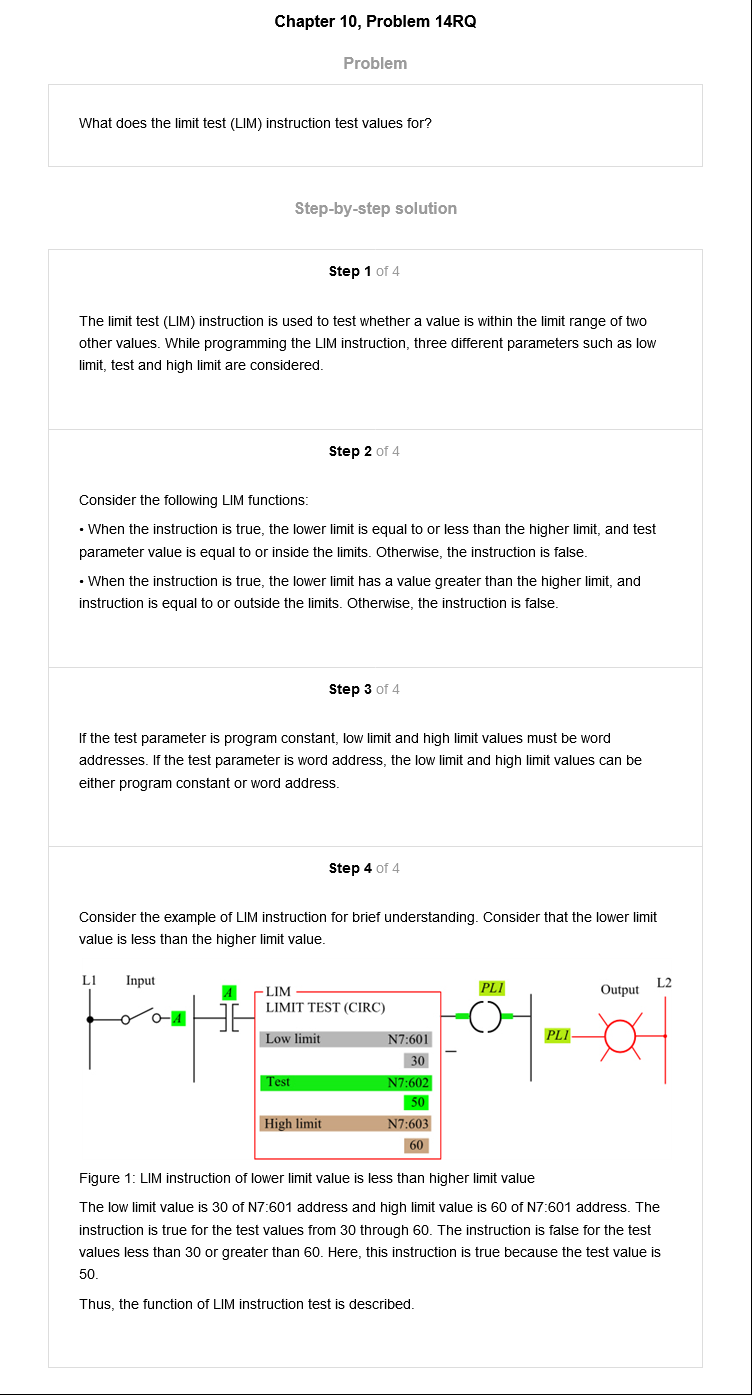 Chapter 10, Problem 14RQ
Problem
What does the limit test (LIM) instruction test values for?
Step-by-step solution
Step 1 of 4
The limit test (LIM) instruction is used to test whether a value is within the limit range of two
other values. While programming the LIM instruction, three different parameters such as low
limit, test and high limit are considered.
Step 2 of 4
Consider the following LIM functions:
• When the instruction is true, the lower limit is equal to or less than the higher limit, and test
parameter value is equal to or inside the limits. Otherwise, the instruction is false.
• When the instruction is true, the lower limit has a value greater than the higher limit, and
instruction is equal to or outside the limits. Otherwise, the instruction is false.
Step 3 of 4
If the test parameter is program constant, low limit and high limit values must be word
addresses. If the test parameter is word address, the low limit and high limit values can be
either program constant or word address.
Step 4 of 4
Consider the example of LIM instruction for brief understanding. Consider that the lower limit
value is less than the higher limit value.
L1 Input
A
A
LIM
LIMIT TEST (CIRC)
Low limit N7:601
30
Test N7:602
50
High limit N7:603
60
PL1
PL1
Output
L2
Figure 1: LIM instruction of lower limit value is less than higher limit value
The low limit value is 30 of N7:601 address and high limit value is 60 of N7:601 address. The
instruction is true for the test values from 30 through 60. The instruction is false for the test
values less than 30 or greater than 60. Here, this instruction is true because the test value is
50.
Thus, the function of LIM instruction test is described.